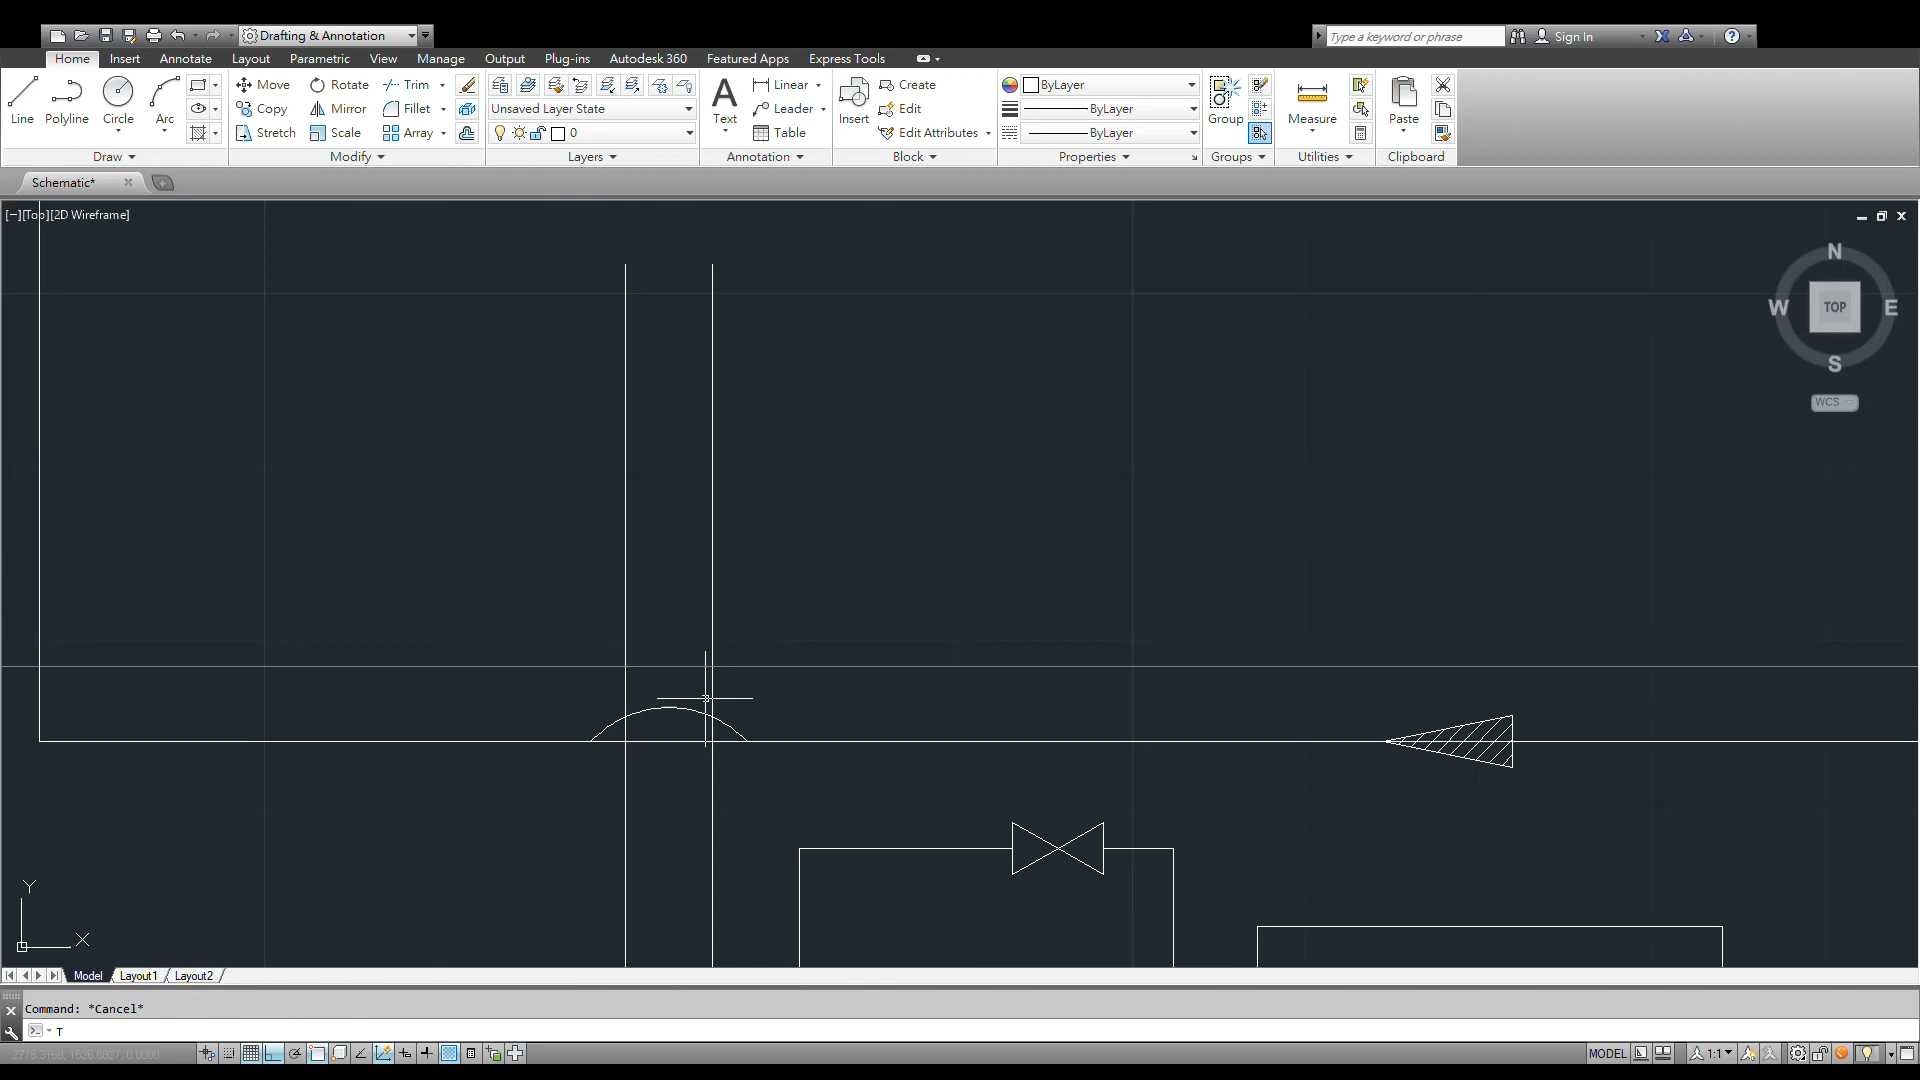 Drafting & Annotation
Type a keyword or phrase
Sign In
Home Insert Annotate Layout Parametric View Manage Output Plug-ins Autodesk 360 Featured Apps Express Tools
Line
Polyline
Circle
Arc
Draw
Move Rotate Trim
Copy Mirror Fillet
Stretch Scale Array
Modify
Unsaved Layer State
0
Layers
Text
Linear
Leader
Table
Annotation
Insert
Create
Edit
Edit Attributes
Block
ByLayer
ByLayer
ByLayer
Properties
Group
Groups
Measure
Utilities
Paste
Clipboard
Schematic*
[−][Top][2D Wireframe]
N
W TOP E
S
WCS
Y
X
Model Layout1 Layout2
Command: *Cancel*
T
MODEL 1:1